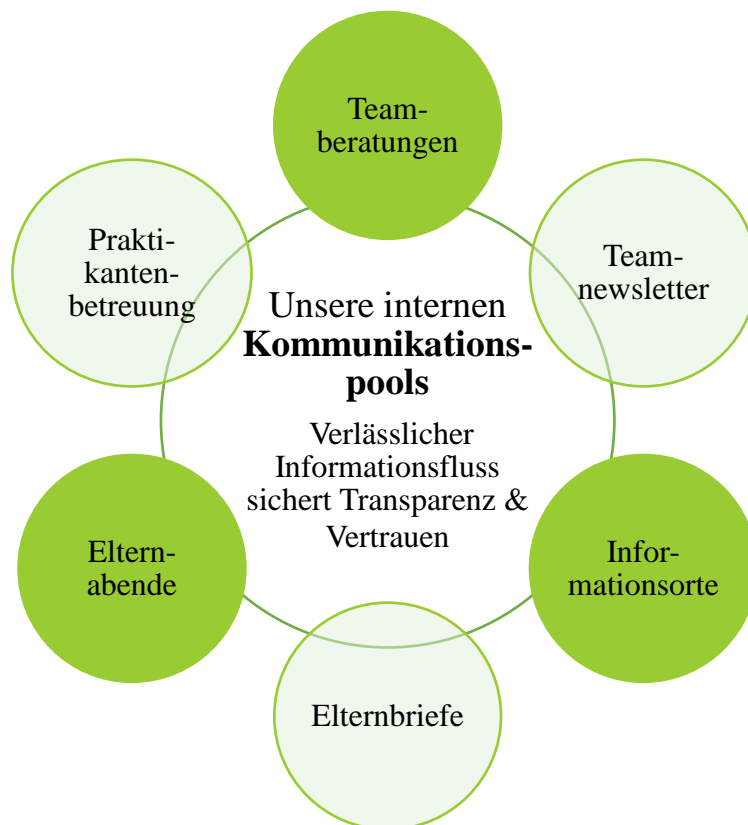 Team-
beratungen
Team-
newsletter
Infor-
mationsorte
Elternbriefe
Eltern-
abende
Prakti-
kanten-
betreuung
Unsere internen
Kommunikations-
pools
Verlässlicher
Informationsfluss
sichert Transparenz &
Vertrauen